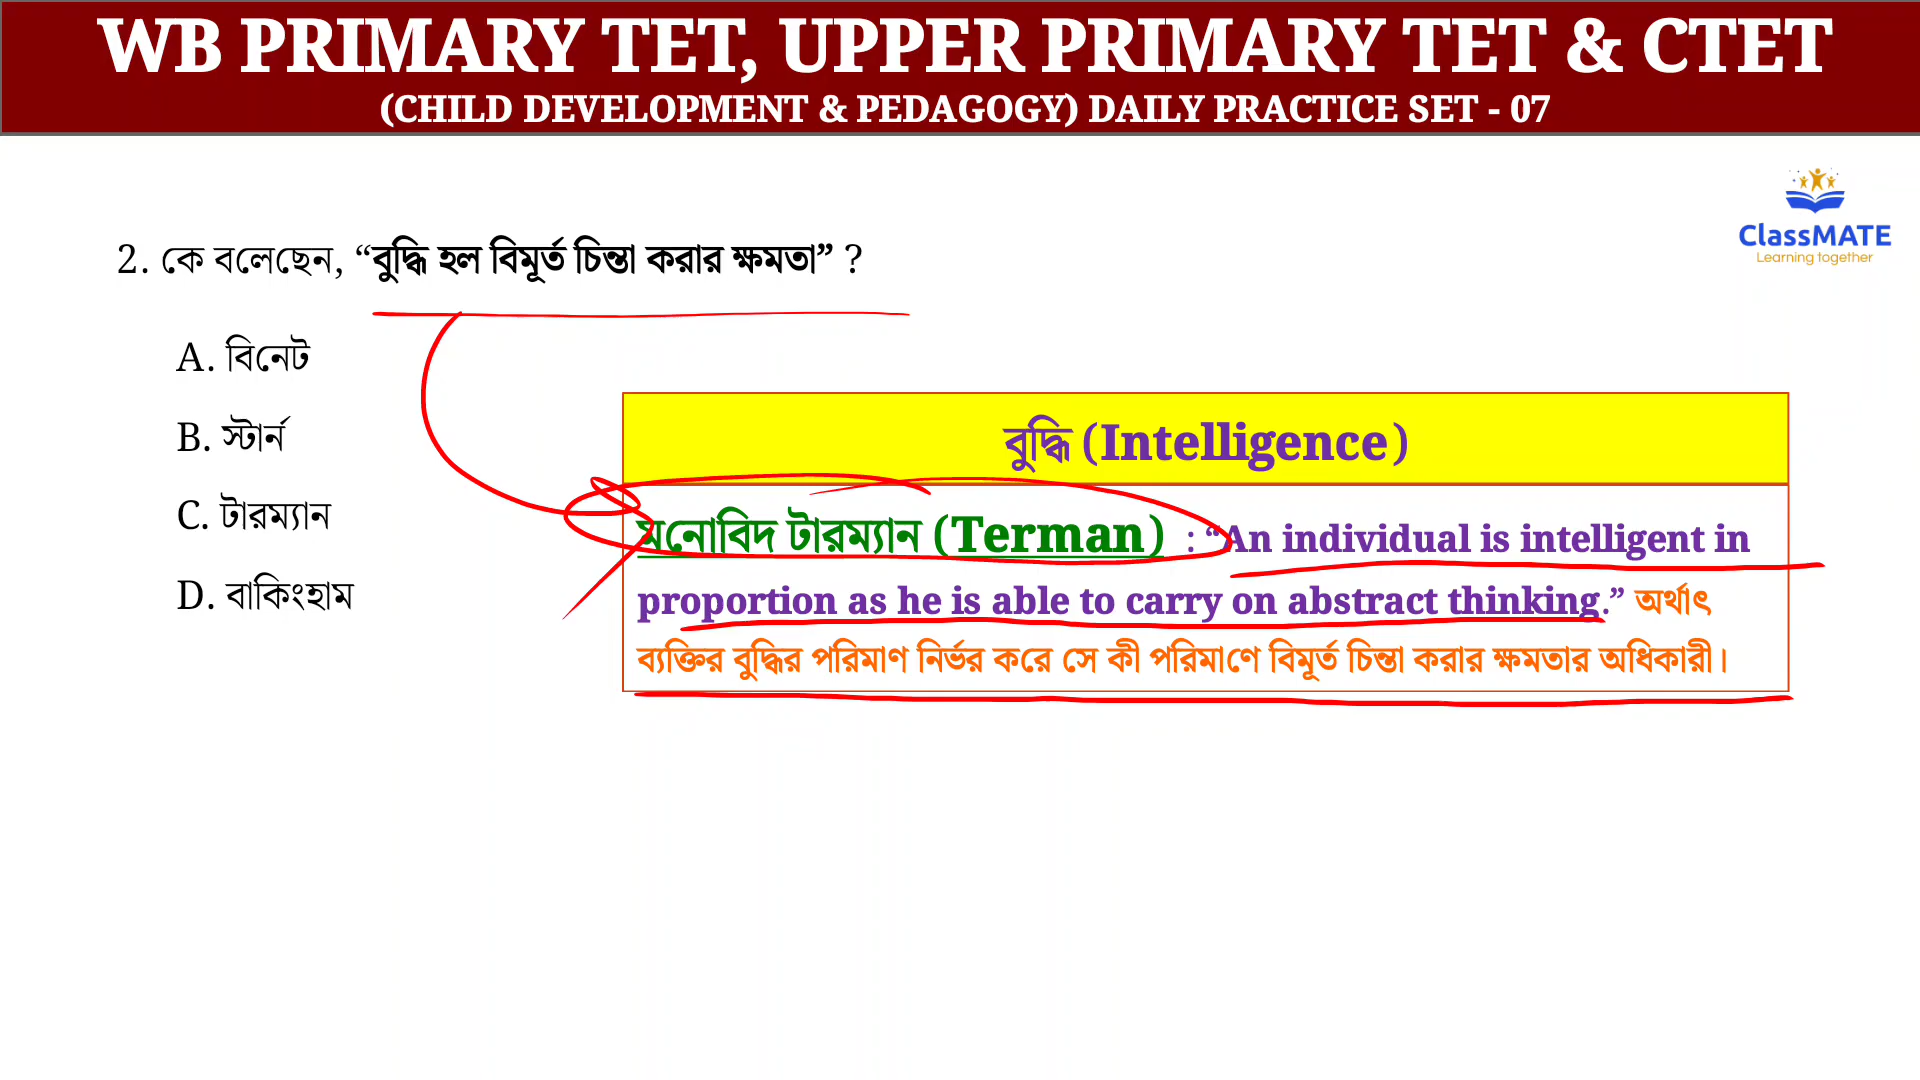 WB PRIMARY TET, UPPER PRIMARY TET & CTET
(CHILD DEVELOPMENT & PEDAGOGY) DAILY PRACTICE SET - 07
ClassMATE
Learning together
2. কে বলেছেন, “বুদ্ধি হল বিমূর্ত চিন্তা করার ক্ষমতা” ?
A. বিনেট
B. স্টার্ন
C. টারম্যান
D. বাকিংহাম
বুদ্ধি (Intelligence)
মনোবিদ টারম্যান (Terman) : “An individual is intelligent in
proportion as he is able to carry on abstract thinking.” অর্থাৎ
ব্যক্তির বুদ্ধির পরিমাণ নির্ভর করে সে কী পরিমাণে বিমূর্ত চিন্তা করার ক্ষমতার অধিকারী।